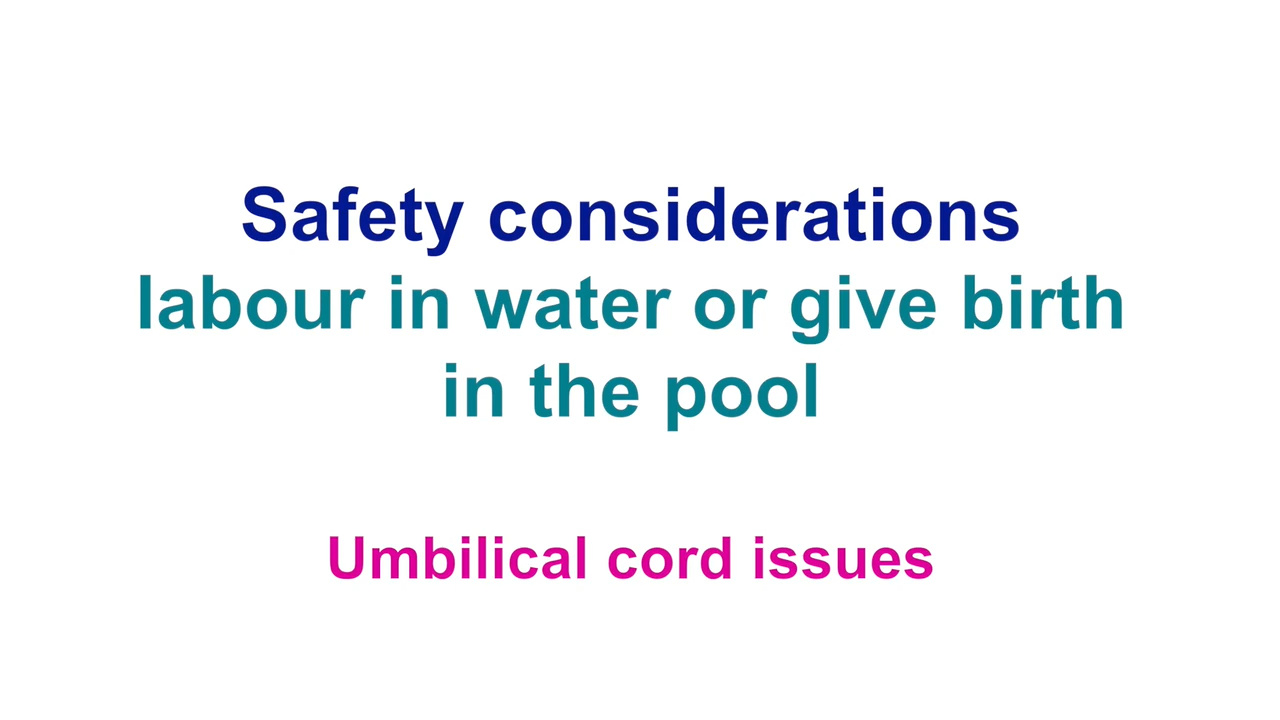 Safety considerations
labour in water or give birth
in the pool
Umbilical cord issues